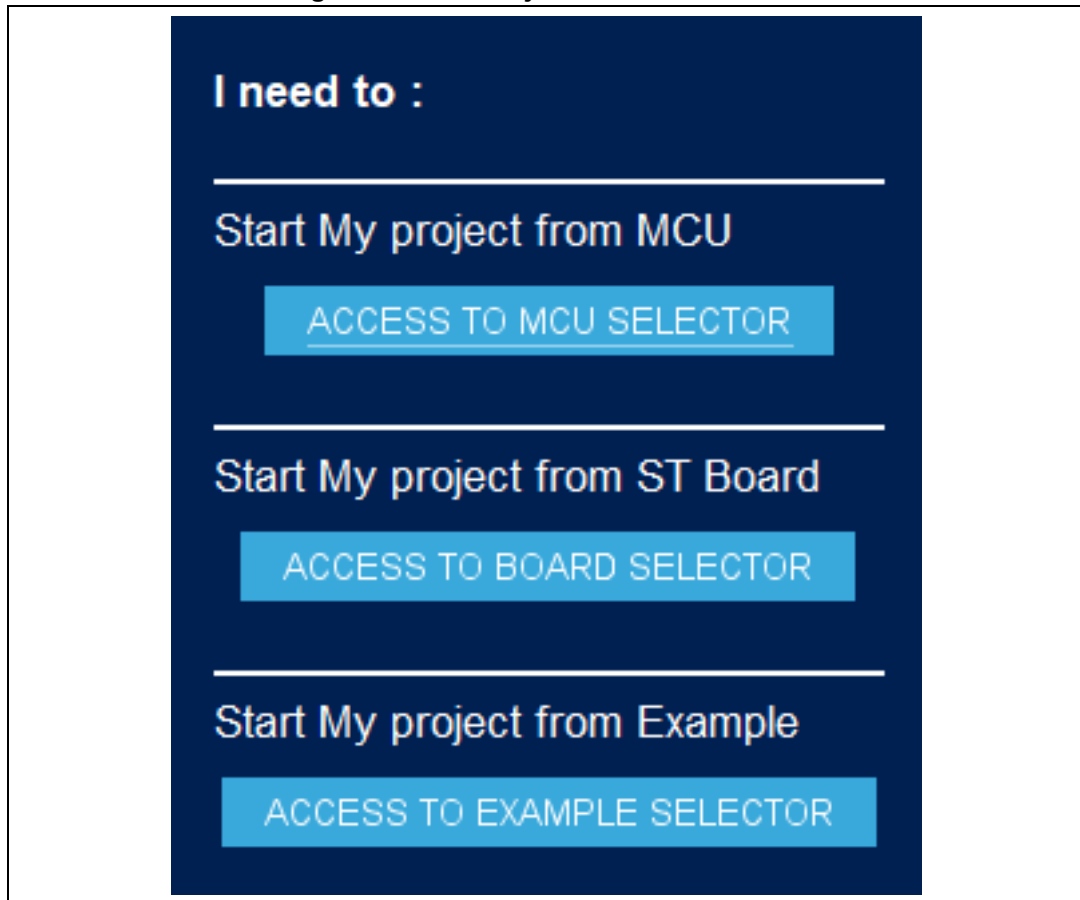 I need to :
Start My project from MCU
ACCESS TO MCU SELECTOR
Start My project from ST Board
ACCESS TO BOARD SELECTOR
Start My project from Example
ACCESS TO EXAMPLE SELECTOR